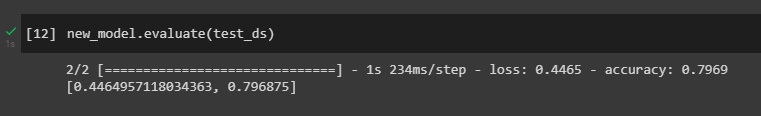 [12] new_model.evaluate(test_ds)
1s
2/2 [==============================] - 1s 234ms/step - loss: 0.4465 - accuracy: 0.7969
[0.4464957118034363, 0.796875]